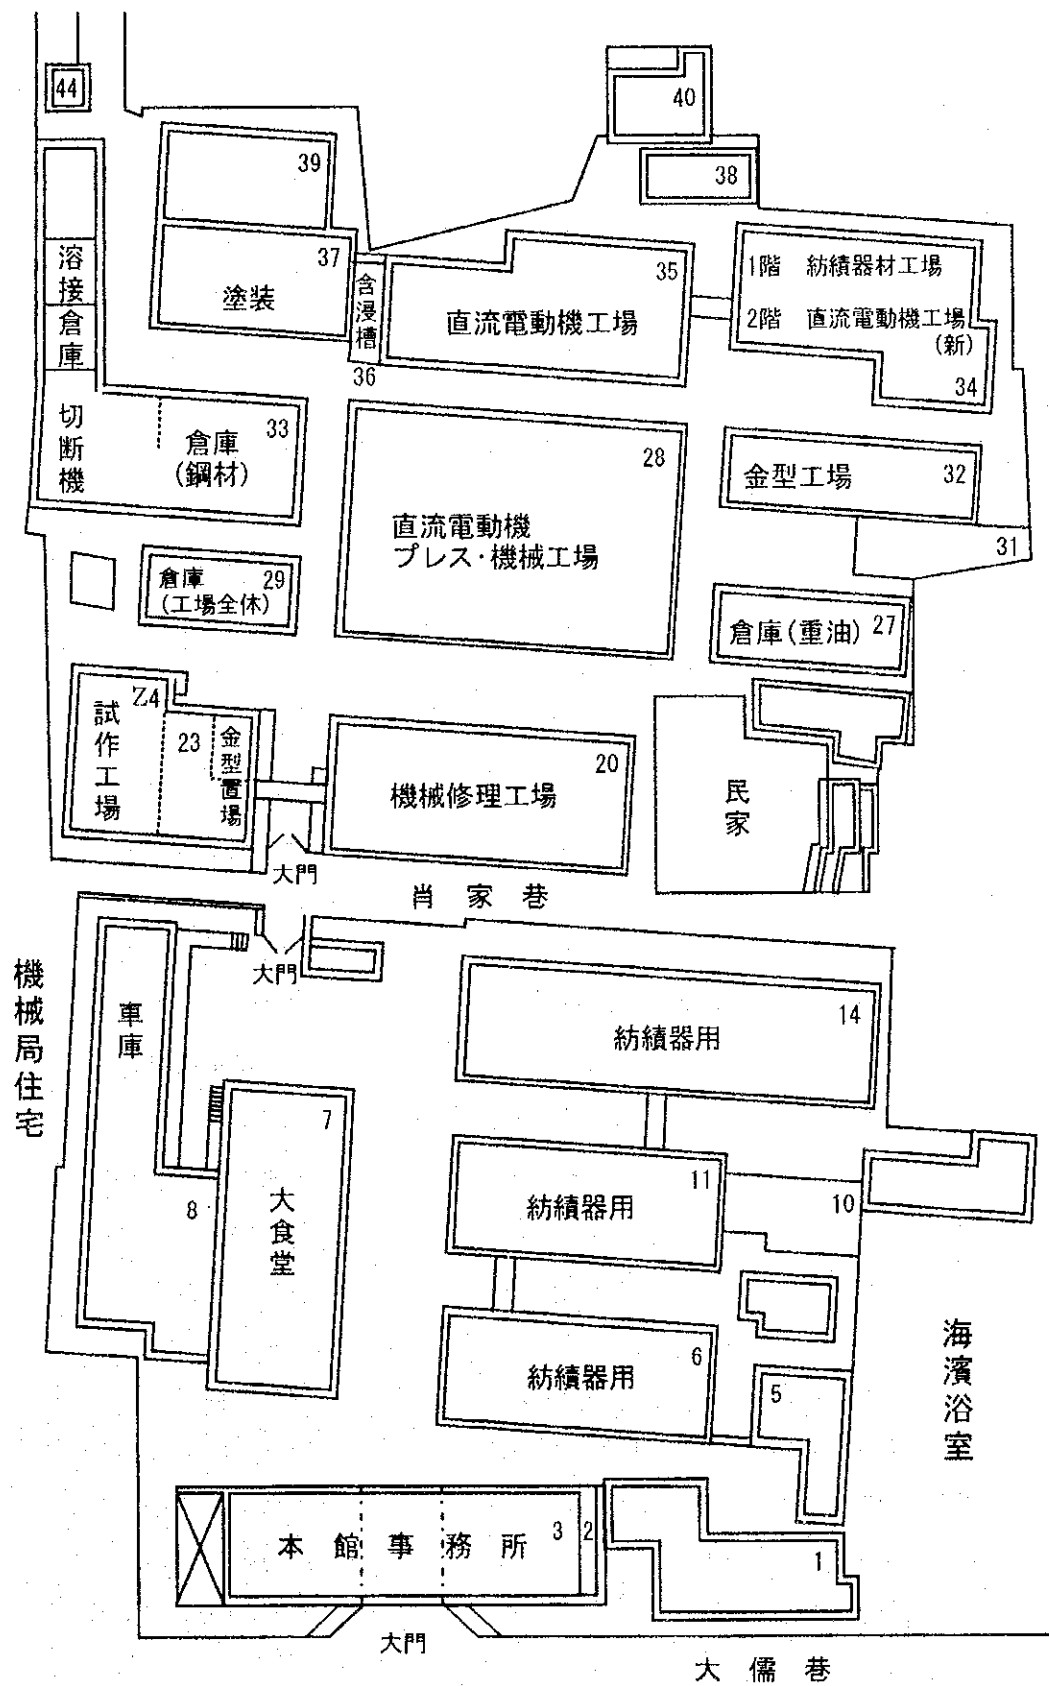 44
40
39
38
37
塗装
含浸槽
36
35
直流電動機工場
1階 紡績器材工場
2階 直流電動機工場
(新)
34
溶接
倉庫
切断機
33
倉庫
(鋼材)
28
直流電動機
プレス・機械工場
金型工場
32
31
倉庫
29
(工場全体)
倉庫(重油)
27
Z4
試作工場
23
金型置場
20
機械修理工場
民家
大門
肖家巷
大門
機械局住宅
車庫
14
紡績器用
7
大食堂
8
11
紡績器用
10
6
紡績器用
5
海濱浴室
本館事務所
3
2
1
大門
大儒巷